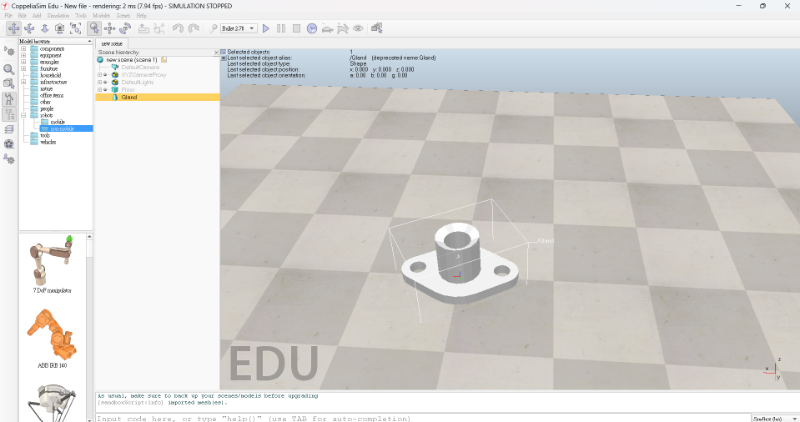 CoppeliaSim Edu - New file - rendering: 2 ms (7.94 fps) - SIMULATION STOPPED
File Edit Add Simulation Tools Modules Scenes Help
Bullet 2.78
Model browser
components
equipment
examples
furniture
household
infrastructure
nature
office items
other
people
robots
mobile
non-mobile
tools
vehicles
7 DoF manipulator
ABB IRB 140
new scene
Scene hierarchy
new scene (scene 1)
DefaultCamera
XYZCameraProxy
DefaultLights
Floor
Gland
Selected objects: 1
Last selected object alias: /Gland (deprecated name:Gland)
Last selected object type: Shape
Last selected object position x: 0.000 y: 0.000 z: 0.000
Last selected object orientation a: 0.00 b: 0.00 g: 0.00
/Gland
EDU
z
x
y
As usual, make sure to back up your scenes/models before upgrading
[sandboxScript:info] imported mesh(es).
Input code here, or type "help()" (use TAB for auto-completion)